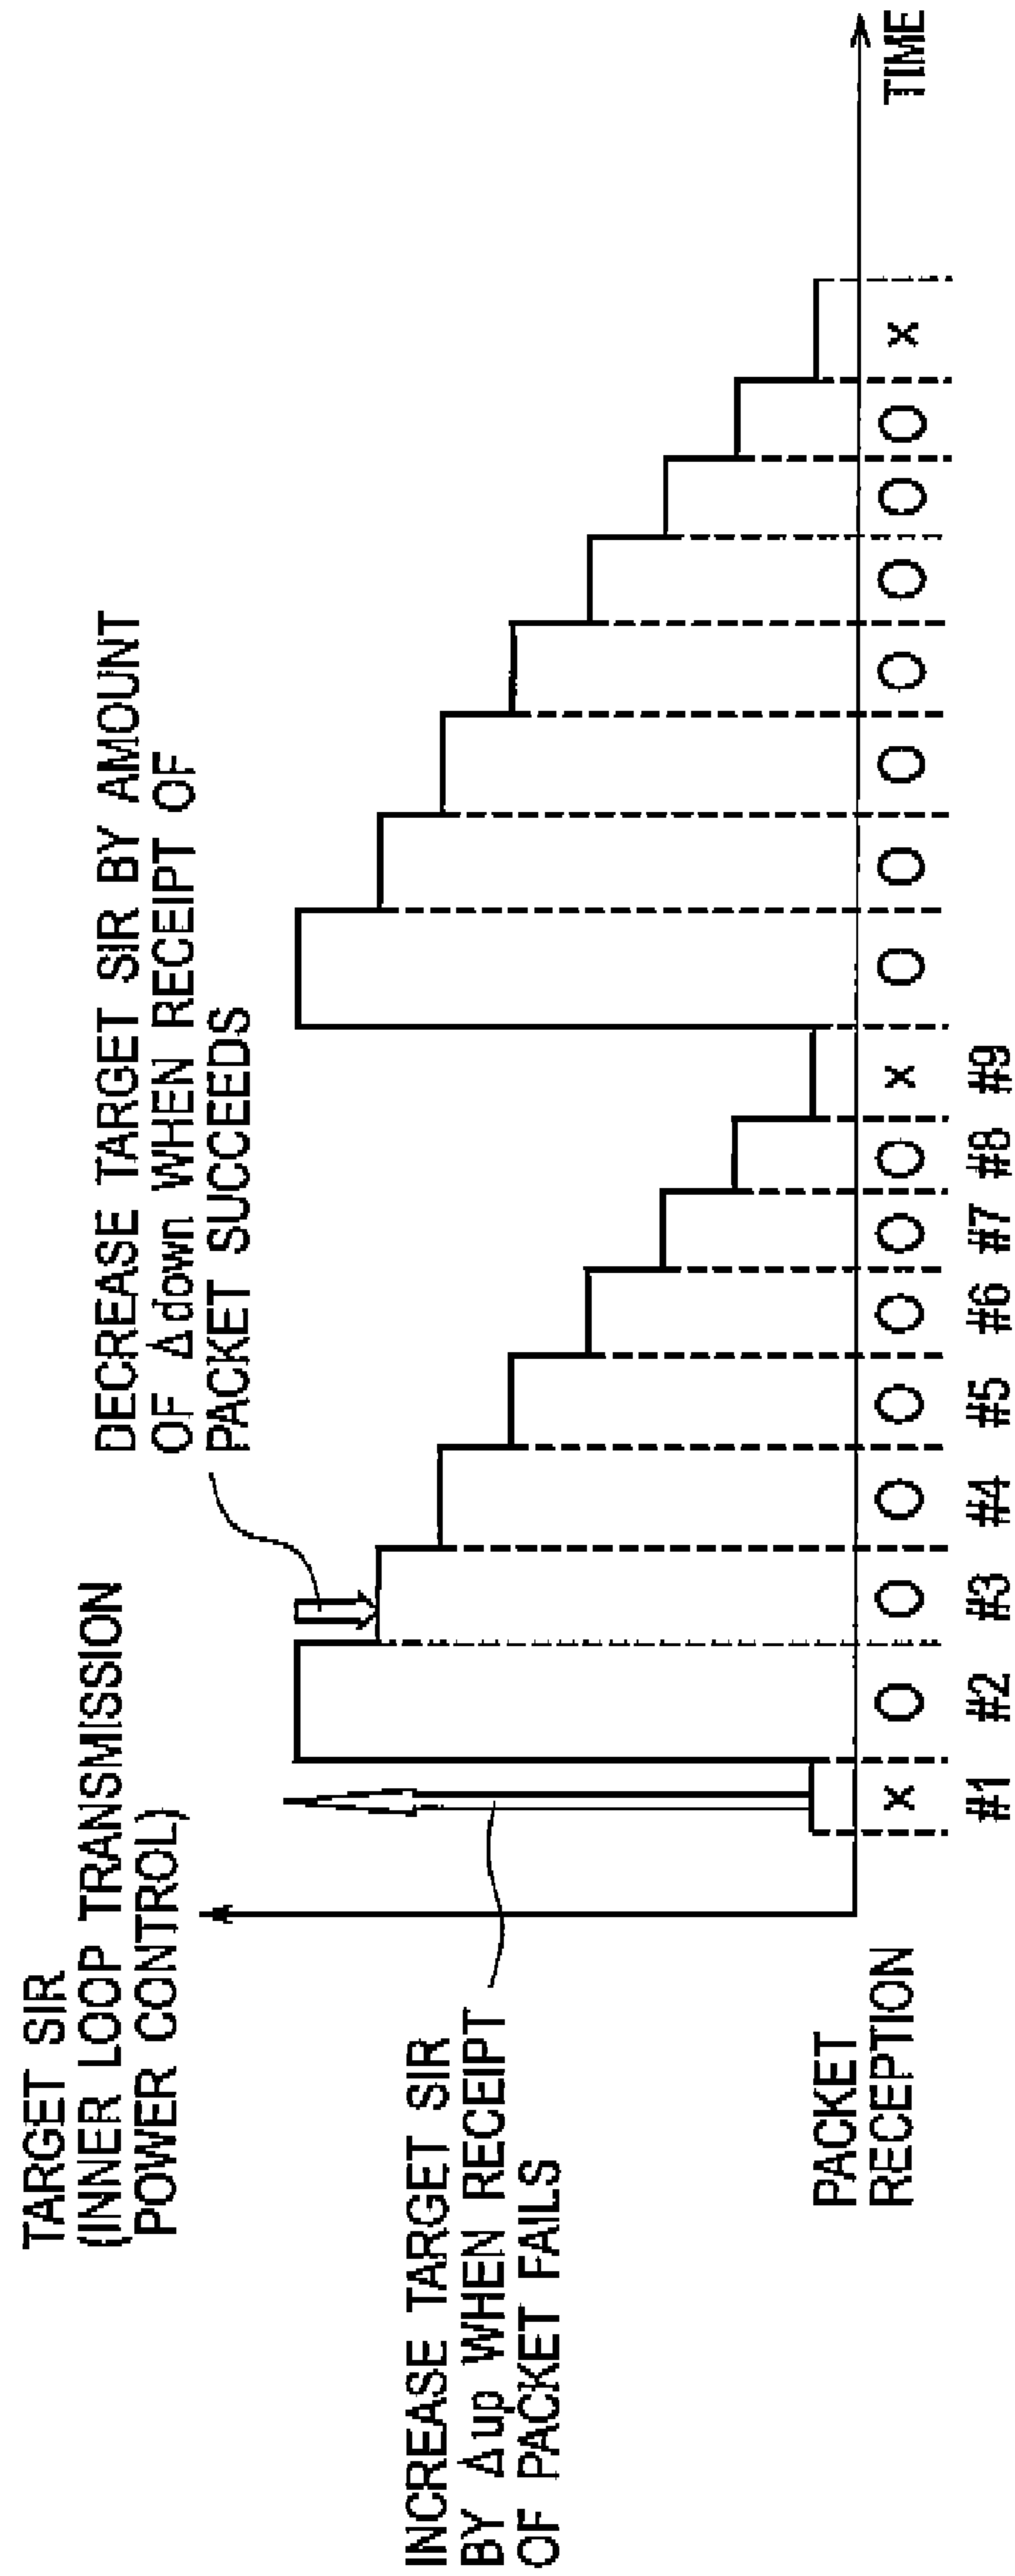 TARGET SIR
(INNER LOOP TRANSMISSION
POWER CONTROL)
DECREASE TARGET SIR BY AMOUNT
OF Δdown WHEN RECEIPT OF
PACKET SUCCEEDS
INCREASE TARGET SIR
BY Δup WHEN RECEIPT
OF PACKET FAILS
TIME
PACKET
RECEPTION
x O O O O O O O x O O O O O O O x
#1 #2 #3 #4 #5 #6 #7 #8 #9